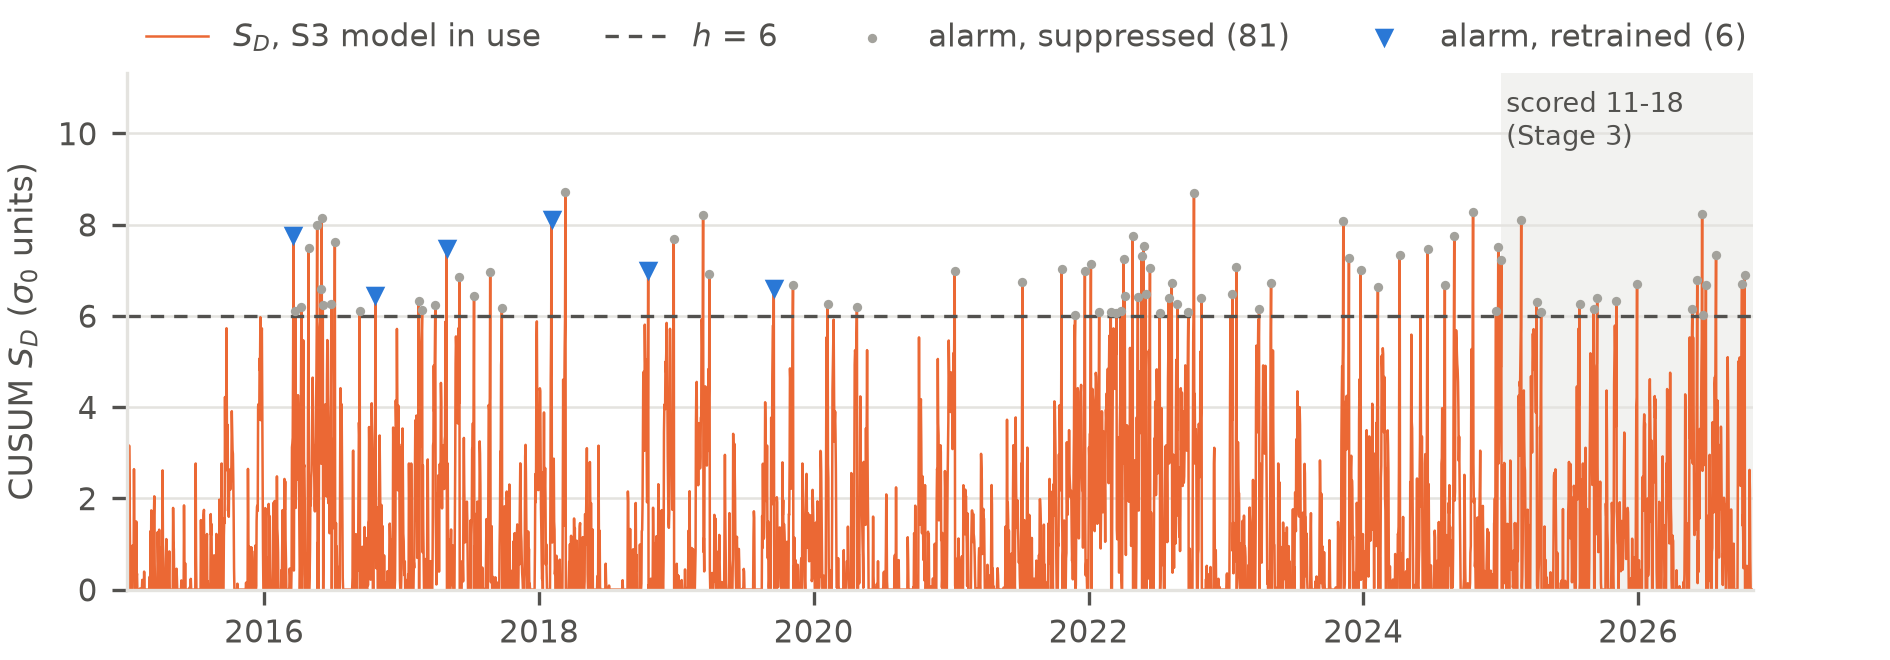 S_D, S3 model in use
h = 6
alarm, suppressed (81)
alarm, retrained (6)
scored 11-18
(Stage 3)
CUSUM S_D (σ_0 units)
10
8
6
4
2
0
2016
2018
2020
2022
2024
2026